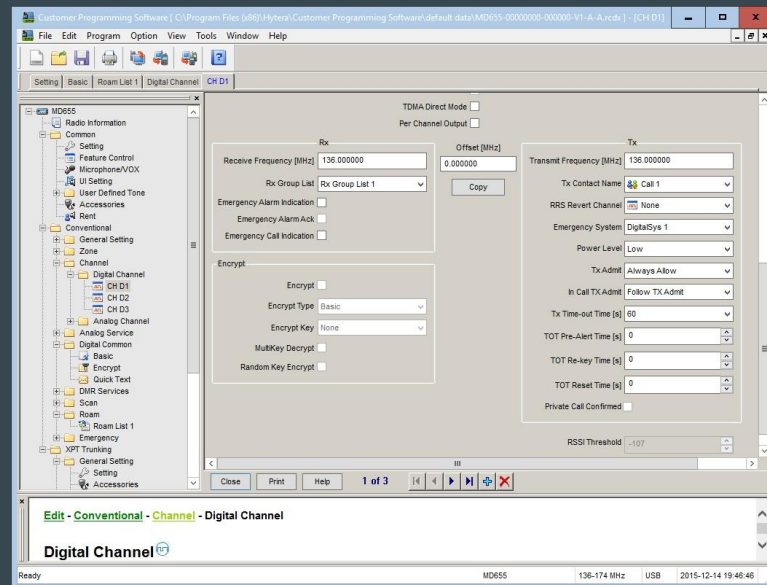 Customer Programming Software [ C:\Program Files (x86)\Hytera\Customer Programming Software\default data\MD655-00000000-000000-V1-A-A.rcdx ] - [CH D1]
File Edit Program Option View Tools Window Help
Setting Basic Roam List 1 Digital Channel CH D1
MD655
Radio Information
Common
Setting
Feature Control
Microphone/VOX
UI Setting
User Defined Tone
Accessories
Rent
Conventional
General Setting
Zone
Channel
Digital Channel
CH D1
CH D2
CH D3
Analog Channel
Analog Service
Digital Common
Basic
Encrypt
Quick Text
DMR Services
Scan
Roam
Roam List 1
Emergency
XPT Trunking
General Setting
Setting
Accessories
TDMA Direct Mode
Per Channel Output
Rx
Receive Frequency [MHz] 136.000000
Rx Group List Rx Group List 1
Emergency Alarm Indication
Emergency Alarm Ack
Emergency Call Indication
Offset [MHz]
0.000000
Copy
Encrypt
Encrypt
Encrypt Type Basic
Encrypt Key None
MultiKey Decrypt
Random Key Encrypt
Tx
Transmit Frequency [MHz] 136.000000
Tx Contact Name Call 1
RRS Revert Channel None
Emergency System DigitalSys 1
Power Level Low
Tx Admit Always Allow
In Call TX Admit Follow TX Admit
Tx Time-out Time [s] 60
TOT Pre-Alert Time [s] 0
TOT Re-key Time [s] 0
TOT Reset Time [s] 0
Private Call Confirmed
RSSI Threshold -107
Close Print Help 1 of 3
Edit - Conventional - Channel - Digital Channel
Digital Channel
Ready MD655 136-174 MHz USB 2015-12-14 19:46:46